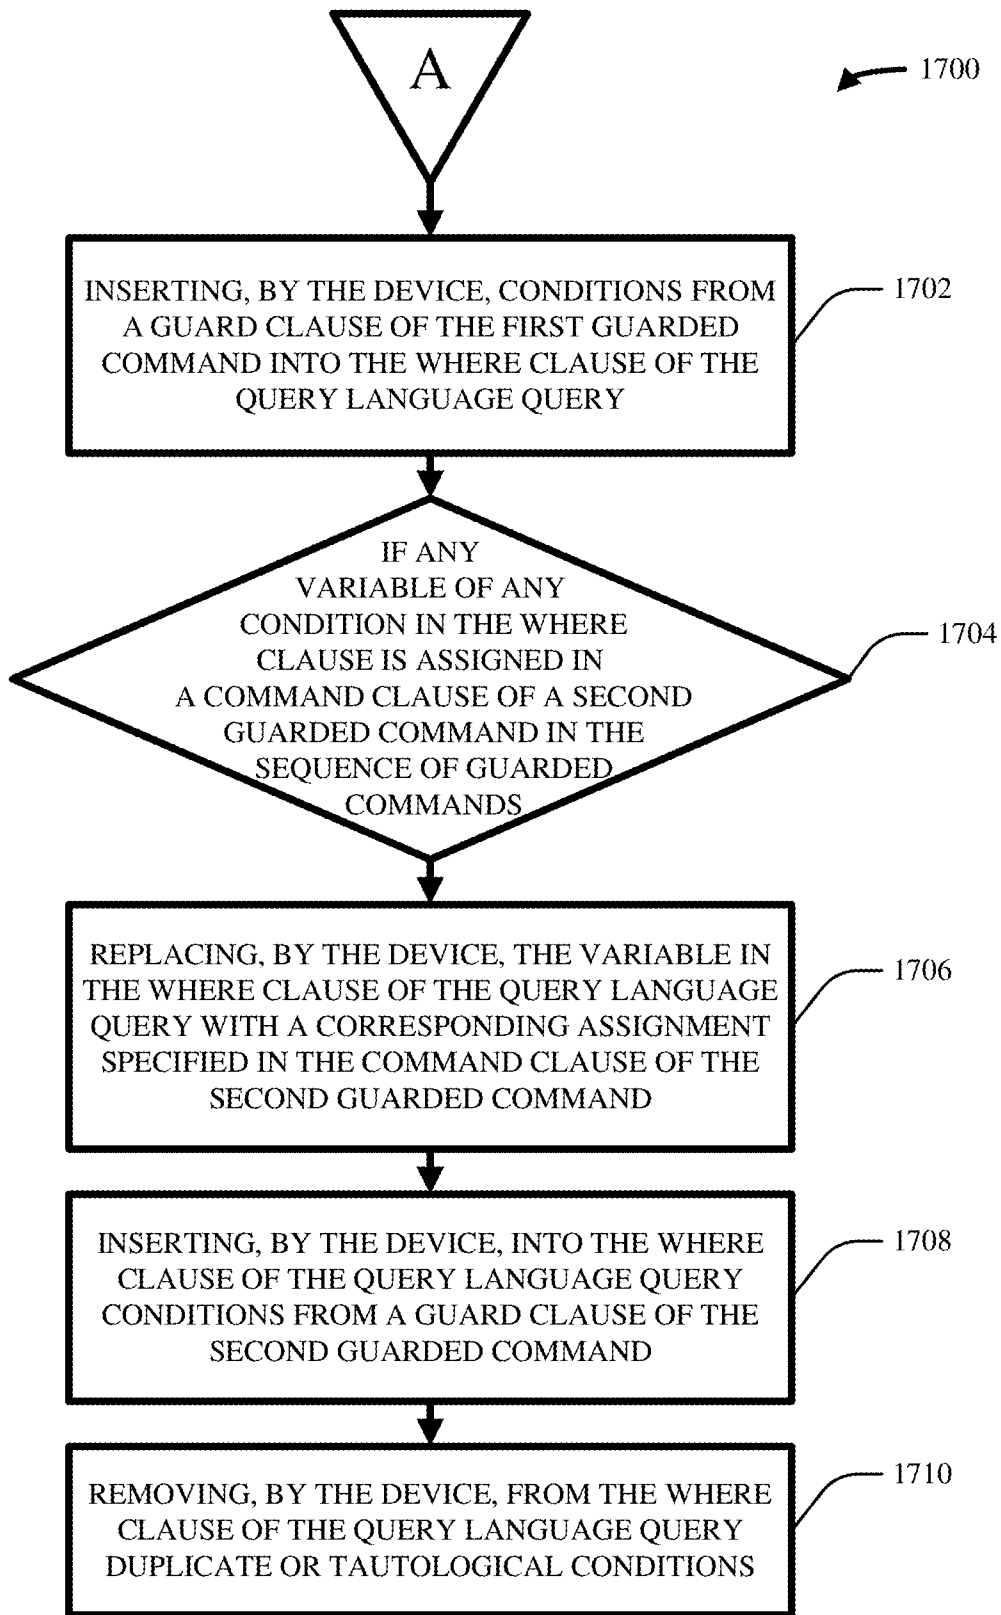 A
1700
INSERTING, BY THE DEVICE, CONDITIONS FROM
A GUARD CLAUSE OF THE FIRST GUARDED
COMMAND INTO THE WHERE CLAUSE OF THE
QUERY LANGUAGE QUERY
1702
IF ANY
VARIABLE OF ANY
CONDITION IN THE WHERE
CLAUSE IS ASSIGNED IN
A COMMAND CLAUSE OF A SECOND
GUARDED COMMAND IN THE
SEQUENCE OF GUARDED
COMMANDS
1704
REPLACING, BY THE DEVICE, THE VARIABLE IN
THE WHERE CLAUSE OF THE QUERY LANGUAGE
QUERY WITH A CORRESPONDING ASSIGNMENT
SPECIFIED IN THE COMMAND CLAUSE OF THE
SECOND GUARDED COMMAND
1706
INSERTING, BY THE DEVICE, INTO THE WHERE
CLAUSE OF THE QUERY LANGUAGE QUERY
CONDITIONS FROM A GUARD CLAUSE OF THE
SECOND GUARDED COMMAND
1708
REMOVING, BY THE DEVICE, FROM THE WHERE
CLAUSE OF THE QUERY LANGUAGE QUERY
DUPLICATE OR TAUTOLOGICAL CONDITIONS
1710